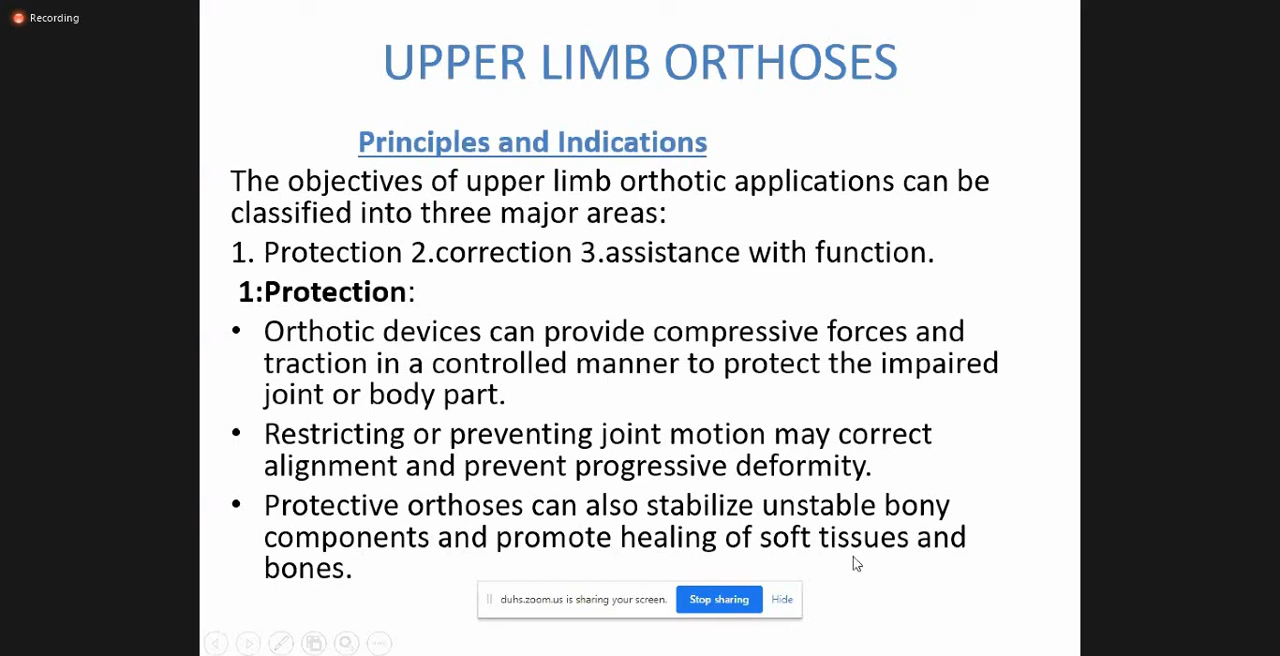 Recording
UPPER LIMB ORTHOSES
Principles and Indications
The objectives of upper limb orthotic applications can be
classified into three major areas:
1. Protection 2.correction 3.assistance with function.
1:Protection:
• Orthotic devices can provide compressive forces and
traction in a controlled manner to protect the impaired
joint or body part.
• Restricting or preventing joint motion may correct
alignment and prevent progressive deformity.
• Protective orthoses can also stabilize unstable bony
components and promote healing of soft tissues and
bones.
duhs.zoom.us is sharing your screen. Stop sharing Hide